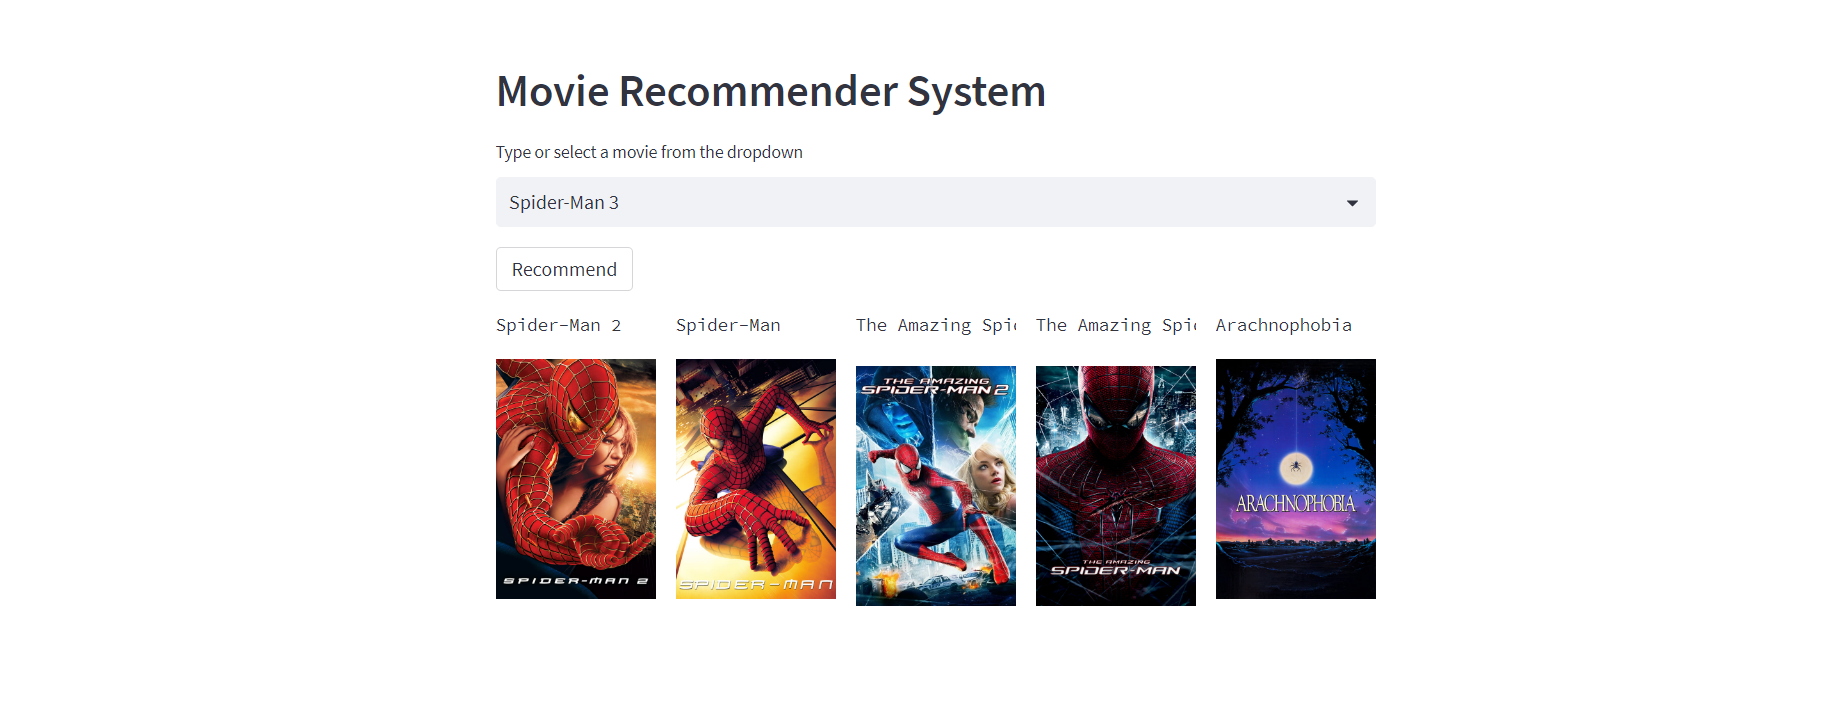 Movie Recommender System
Type or select a movie from the dropdown
Spider-Man 3
Recommend
Spider-Man 2
Spider-Man
The Amazing Spid
The Amazing Spid
Arachnophobia
SPIDER-MAN 2
SPIDER-MAN
THE AMAZING
SPIDER-MAN 2
THE AMAZING
SPIDER-MAN
ARACHNOPHOBIA